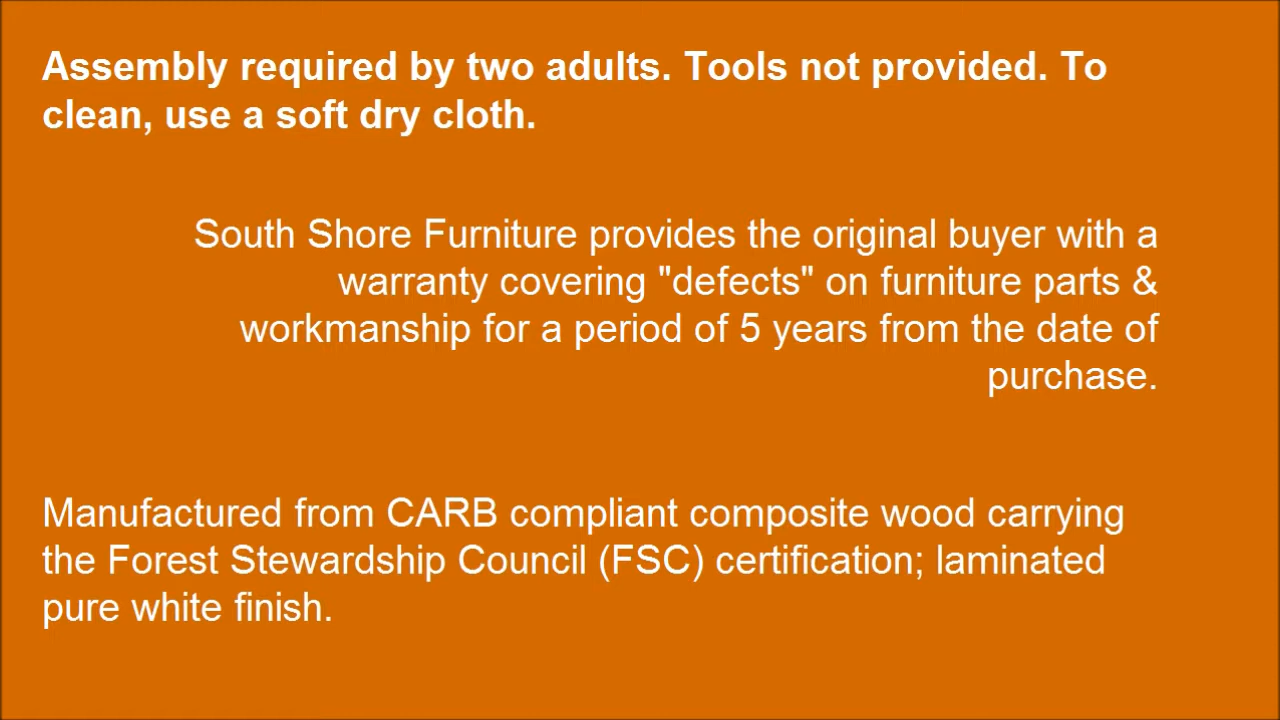 Assembly required by two adults. Tools not provided. To
clean, use a soft dry cloth.
South Shore Furniture provides the original buyer with a
warranty covering "defects" on furniture parts &
workmanship for a period of 5 years from the date of
purchase.
Manufactured from CARB compliant composite wood carrying
the Forest Stewardship Council (FSC) certification; laminated
pure white finish.